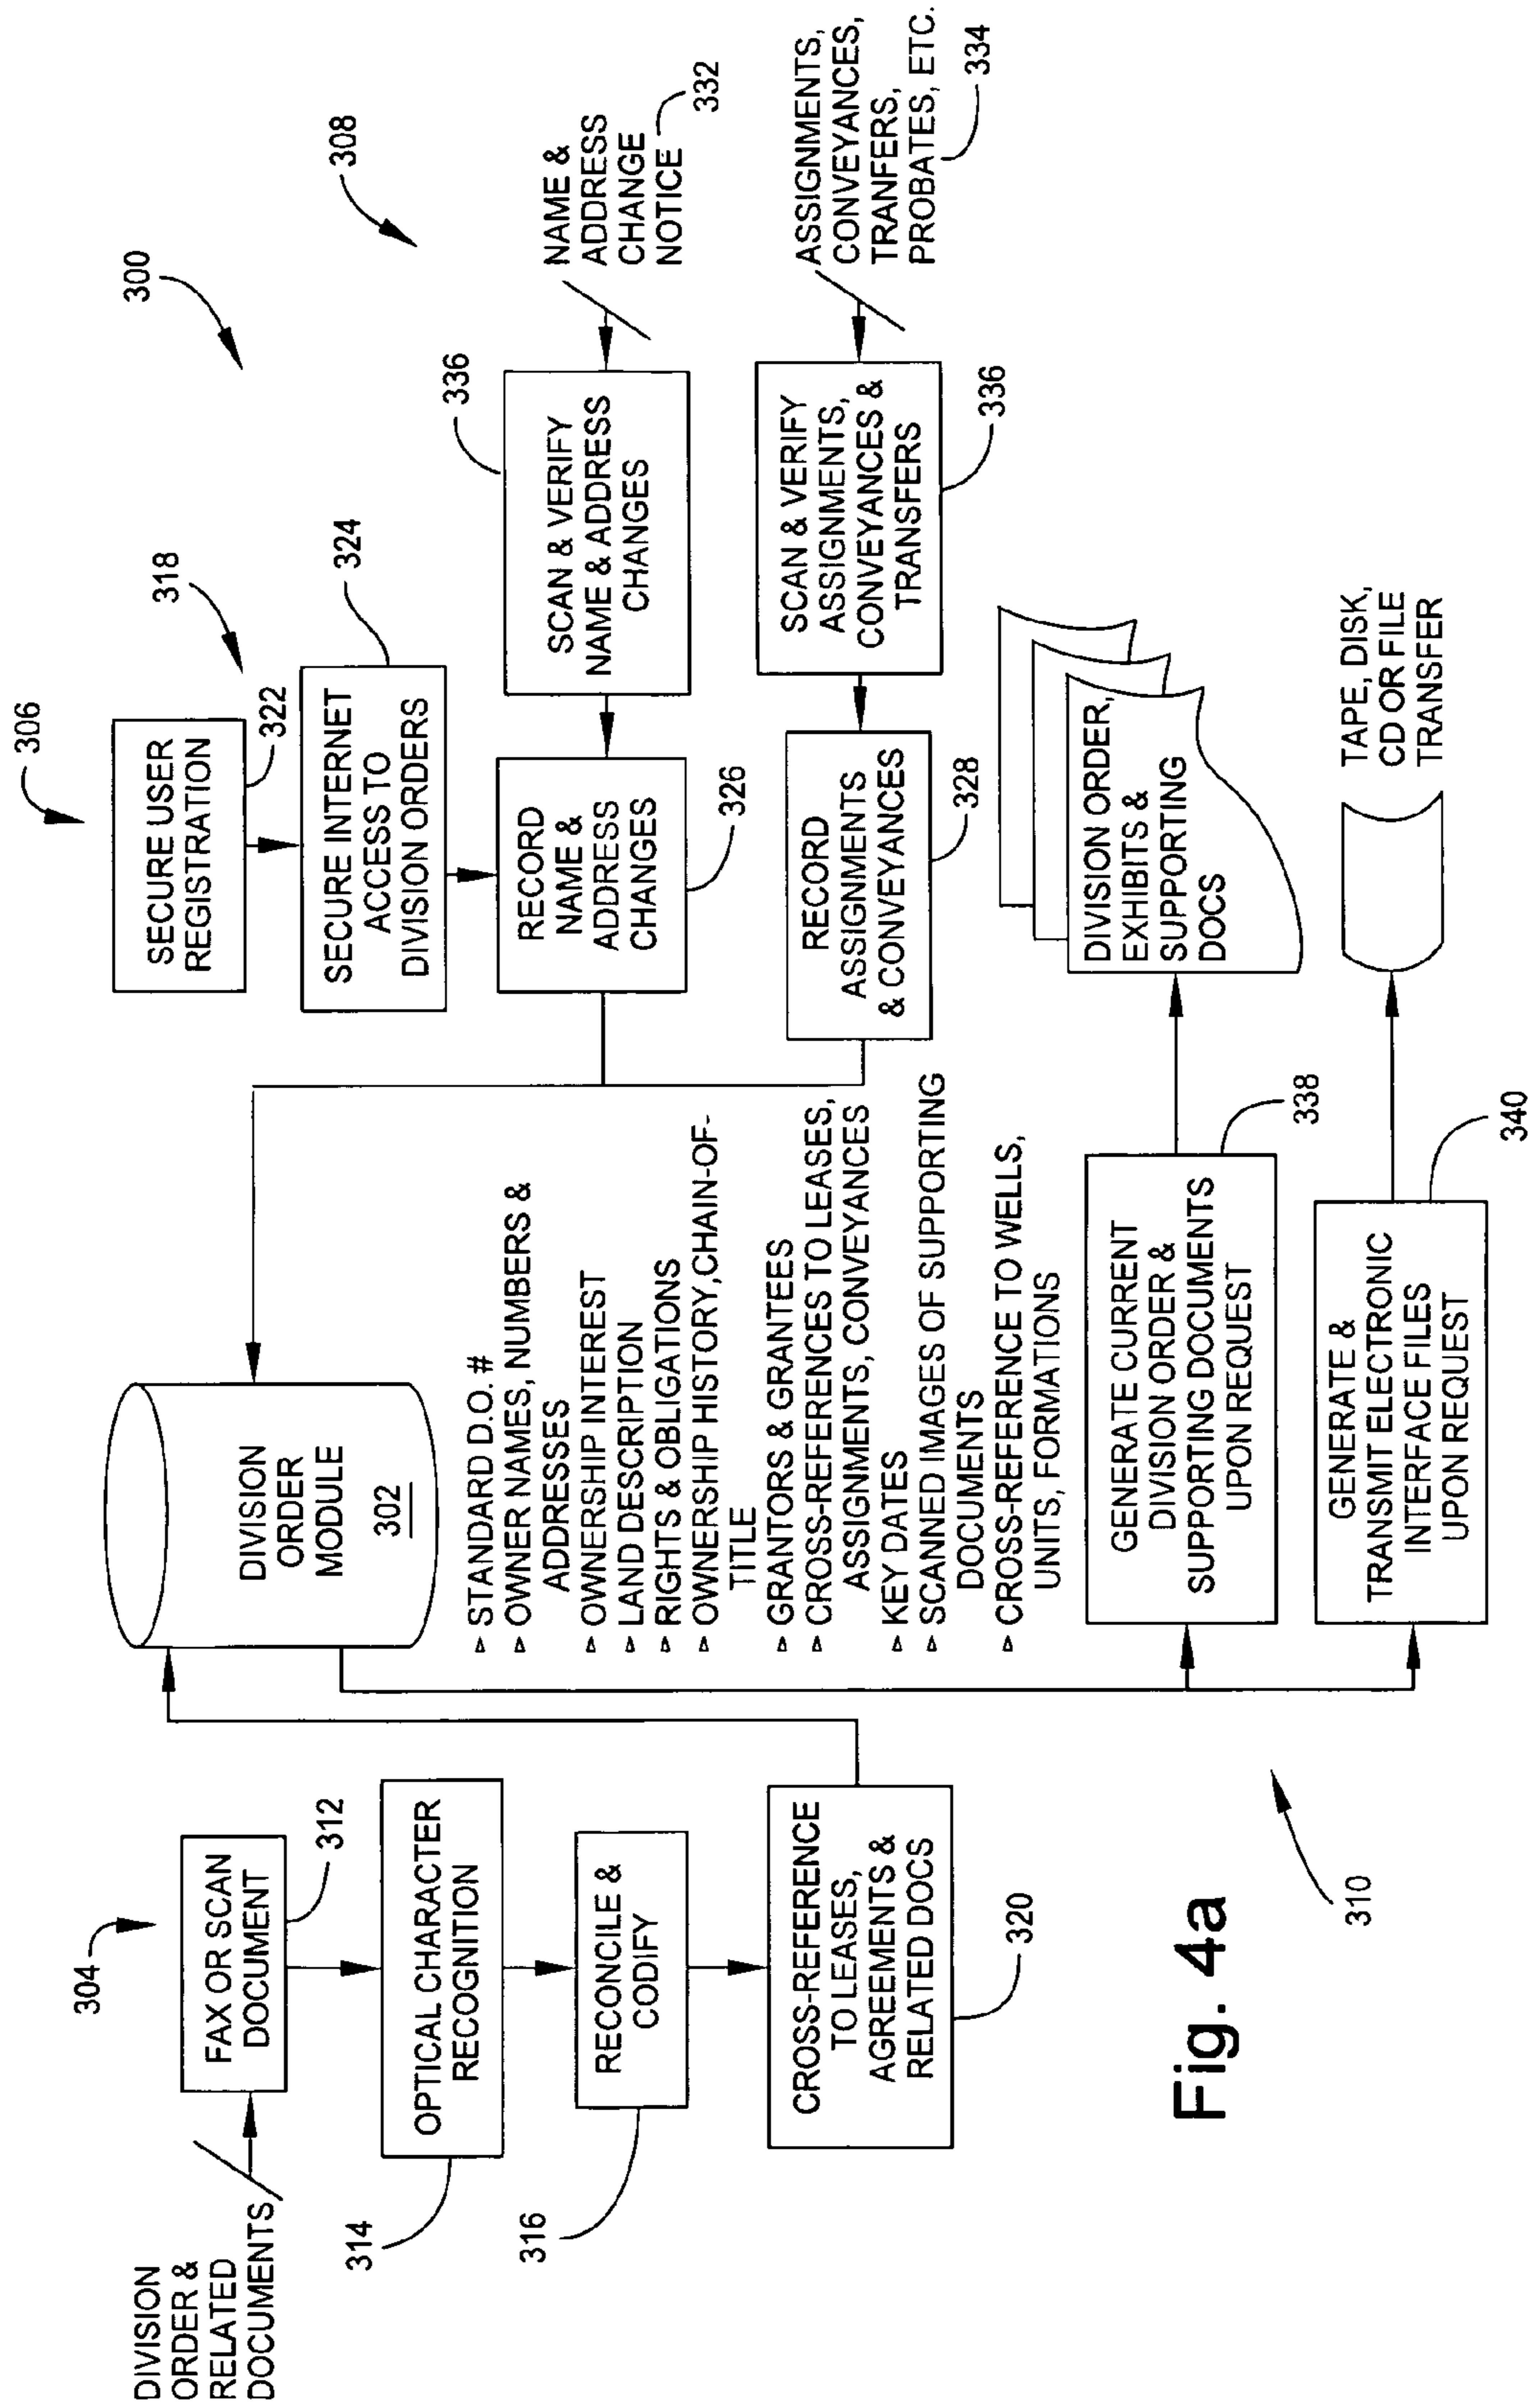 300
304
DIVISION
ORDER &
RELATED
DOCUMENTS
FAX OR SCAN
DOCUMENT
312
OPTICAL CHARACTER
RECOGNITION
314
RECONCILE &
CODIFY
316
CROSS-REFERENCE
TO LEASES,
AGREEMENTS &
RELATED DOCS
320
DIVISION
ORDER
MODULE
302
▹ STANDARD D.O. #
▹ OWNER NAMES, NUMBERS &
ADDRESSES
▹ OWNERSHIP INTEREST
▹ LAND DESCRIPTION
▹ RIGHTS & OBLIGATIONS
▹ OWNERSHIP HISTORY,CHAIN-OF-
TITLE
▹ GRANTORS & GRANTEES
▹ CROSS-REFERENCES TO LEASES,
ASSIGNMENTS, CONVEYANCES
▹ KEY DATES
▹ SCANNED IMAGES OF SUPPORTING
DOCUMENTS
▹ CROSS-REFERENCE TO WELLS,
UNITS, FORMATIONS
306
318
SECURE USER
REGISTRATION
322
SECURE INTERNET
ACCESS TO
DIVISION ORDERS
324
RECORD
NAME &
ADDRESS
CHANGES
326
308
SCAN & VERIFY
NAME & ADDRESS
CHANGES
336
NAME &
ADDRESS
CHANGE
NOTICE
332
RECORD
ASSIGNMENTS
& CONVEYANCES
328
SCAN & VERIFY
ASSIGNMENTS,
CONVEYANCES &
TRANSFERS
336
ASSIGNMENTS,
CONVEYANCES,
TRANFERS,
PROBATES, ETC.
334
310
GENERATE CURRENT
DIVISION ORDER &
SUPPORTING DOCUMENTS
UPON REQUEST
338
DIVISION ORDER,
EXHIBITS &
SUPPORTING
DOCS
GENERATE &
TRANSMIT ELECTRONIC
INTERFACE FILES
UPON REQUEST
340
TAPE, DISK,
CD OR FILE
TRANSFER
Fig. 4a